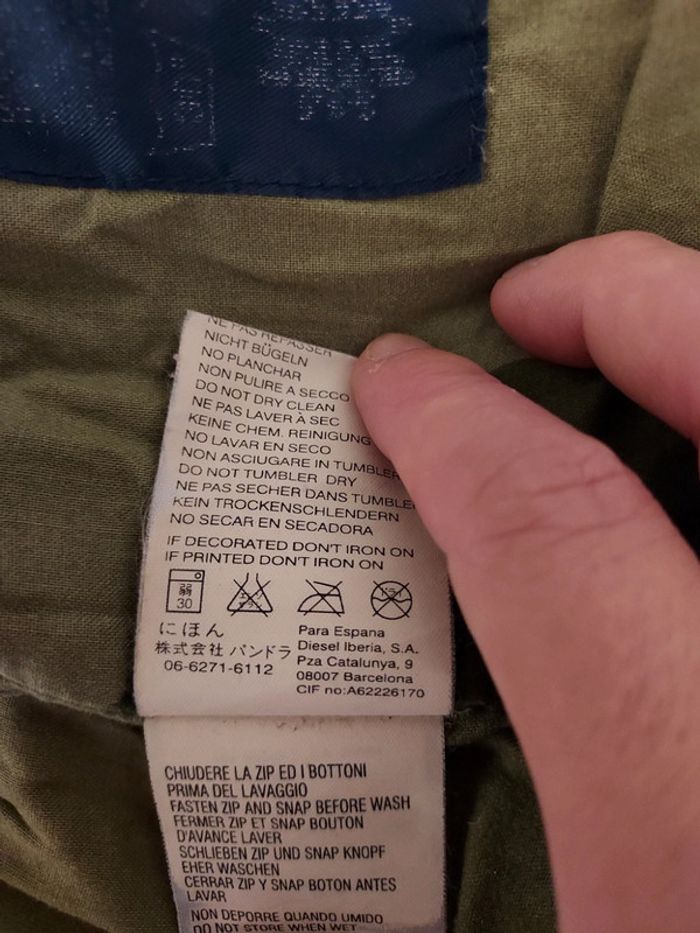 NE PAS REPASSER
NICHT BÜGELN
NO PLANCHAR
NON PULIRE A SECCO
DO NOT DRY CLEAN
NE PAS LAVER À SEC
KEINE CHEM. REINIGUNG
NO LAVAR EN SECO
NON ASCIUGARE IN TUMBLER
DO NOT TUMBLER DRY
NE PAS SECHER DANS TUMBLE
KEIN TROCKENSCHLENDERN
NO SECAR EN SECADORA
IF DECORATED DON'T IRON ON
IF PRINTED DON'T IRON ON
弱
30
にほん
株式会社 パンドラ
06-6271-6112
Para Espana
Diesel Iberia, S.A.
Pza Catalunya, 9
08007 Barcelona
CIF no:A62226170
CHIUDERE LA ZIP ED I BOTTONI
PRIMA DEL LAVAGGIO
FASTEN ZIP AND SNAP BEFORE WASH
FERMER ZIP ET SNAP BOUTON
D'AVANCE LAVER
SCHLIEBEN ZIP UND SNAP KNOPF
EHER WASCHEN
CERRAR ZIP Y SNAP BOTON ANTES
LAVAR
NON DEPORRE QUANDO UMIDO
DO NOT STORE WHEN WET